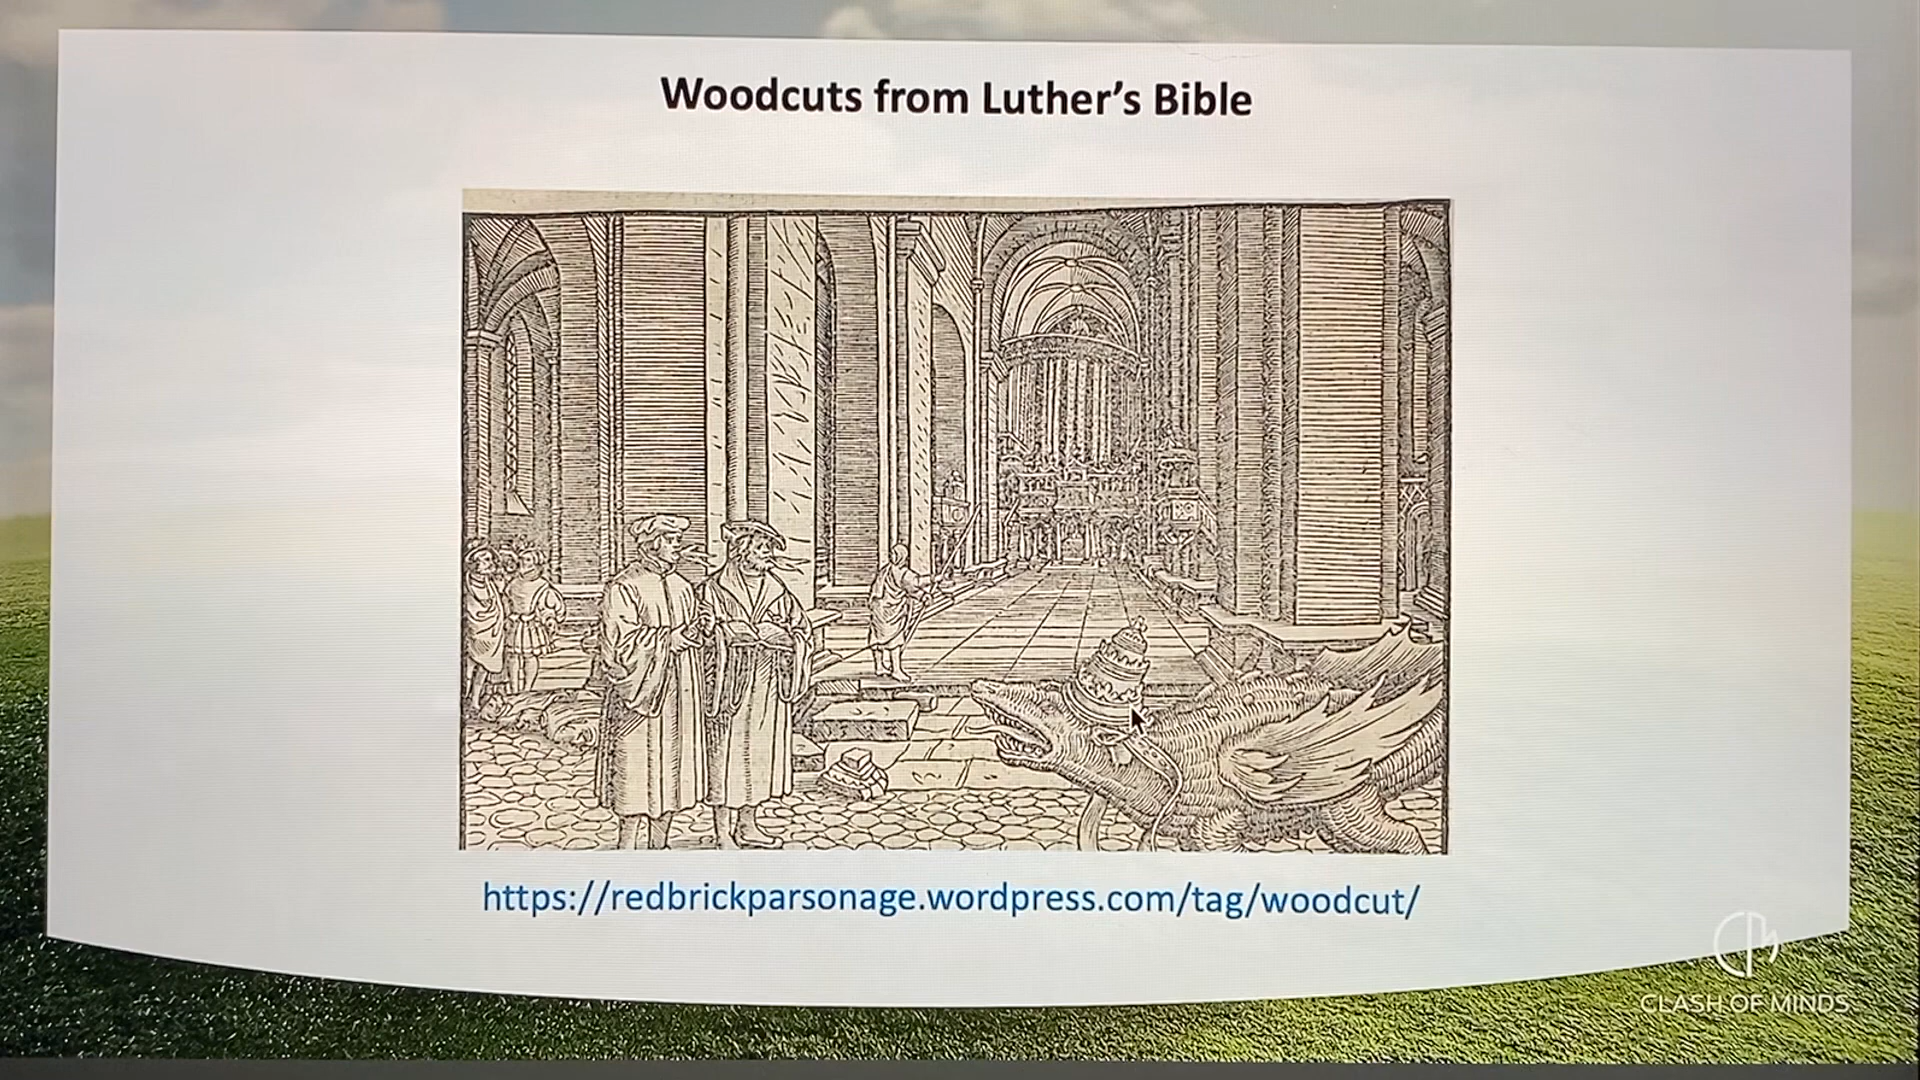 Woodcuts from Luther's Bible
https://redbrickparsonage.wordpress.com/tag/woodcut/
CLASH OF MINDS